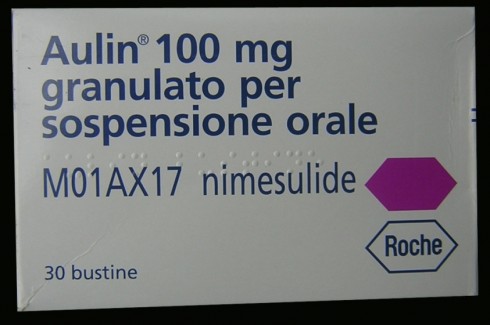 Aulin® 100 mg
granulato per
sospensione orale
M01AX17 nimesulide
Roche
30 bustine